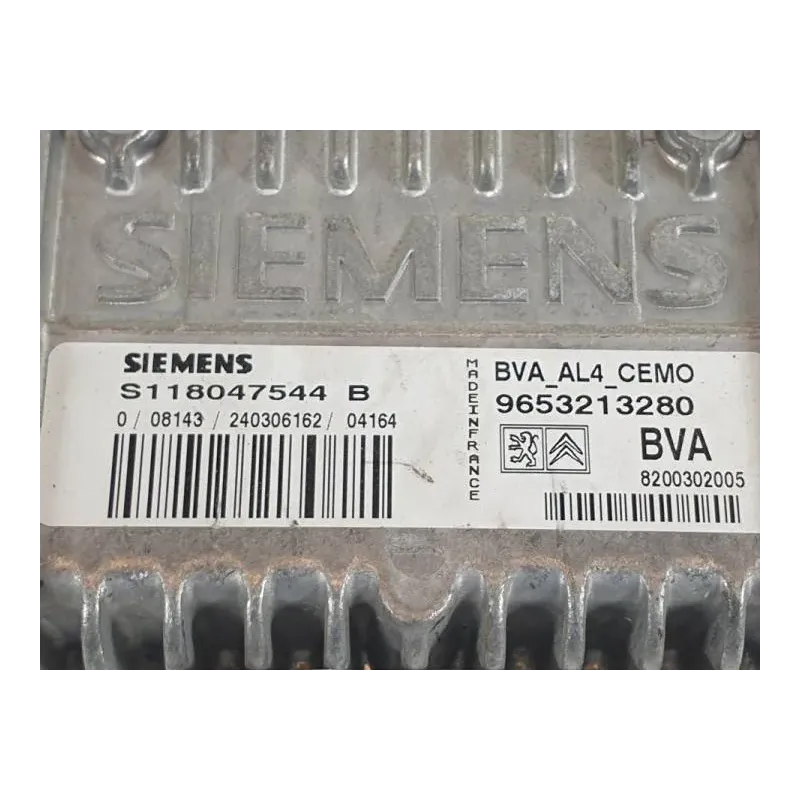 SIEMENS
SIEMENS
S118047544 B
0 / 08143 / 240306162 / 04164
MADEINFRANCE
BVA_AL4_CEMO
9653213280
BVA
8200302005